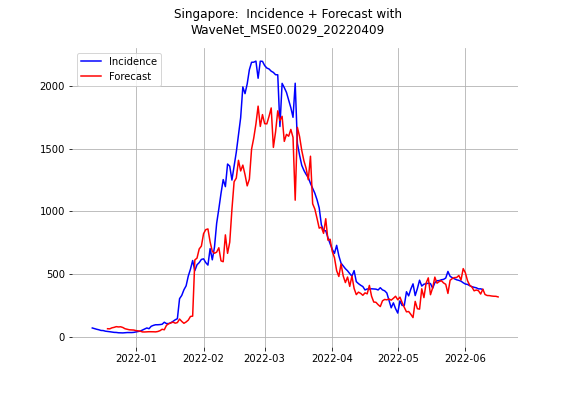 Singapore: Incidence + Forecast with
WaveNet_MSE0.0029_20220409
Incidence
Forecast
2000
1500
1000
500
0
2022-01 2022-02 2022-03 2022-04 2022-05 2022-06